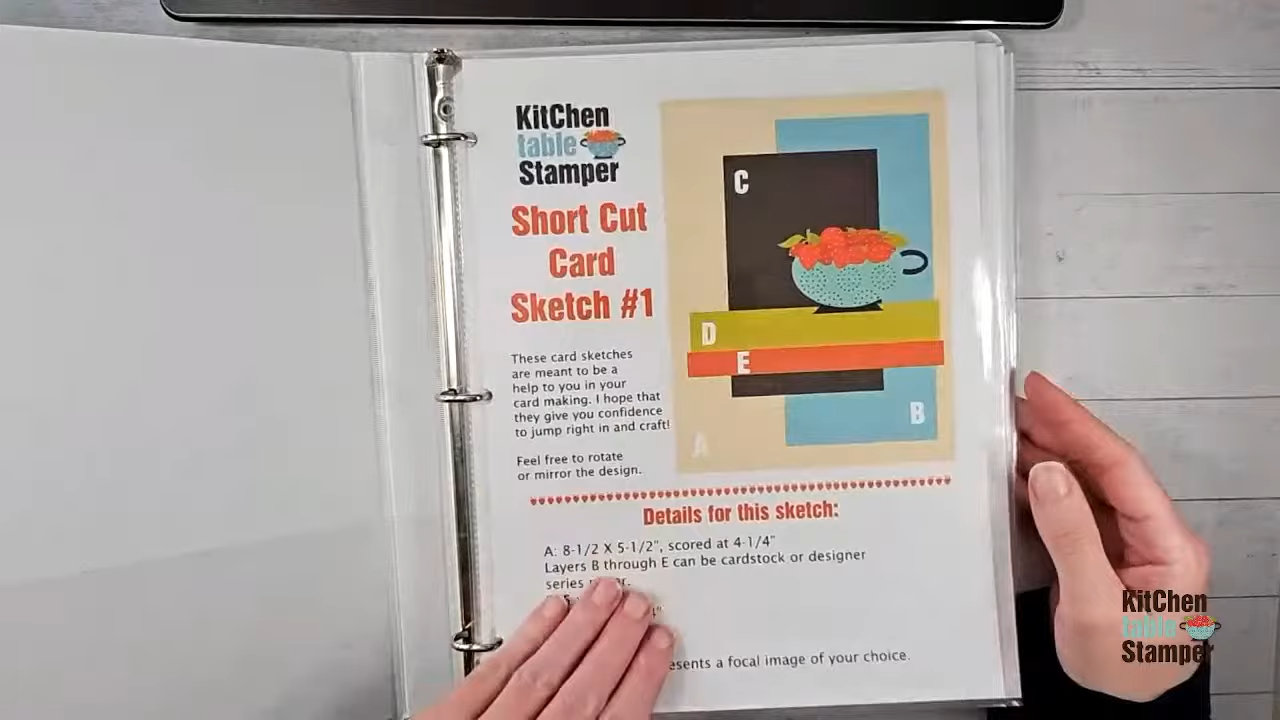 KitChen
table
Stamper
Short Cut
Card
Sketch #1
These card sketches
are meant to be a
help to you in your
card making. I hope that
they give you confidence
to jump right in and craft!
Feel free to rotate
or mirror the design.
C
D
E
B
A
Details for this sketch:
A: 8-1/2 X 5-1/2", scored at 4-1/4"
Layers B through E can be cardstock or designer
series
a focal image of your choice.
KitChen
table
Stamper